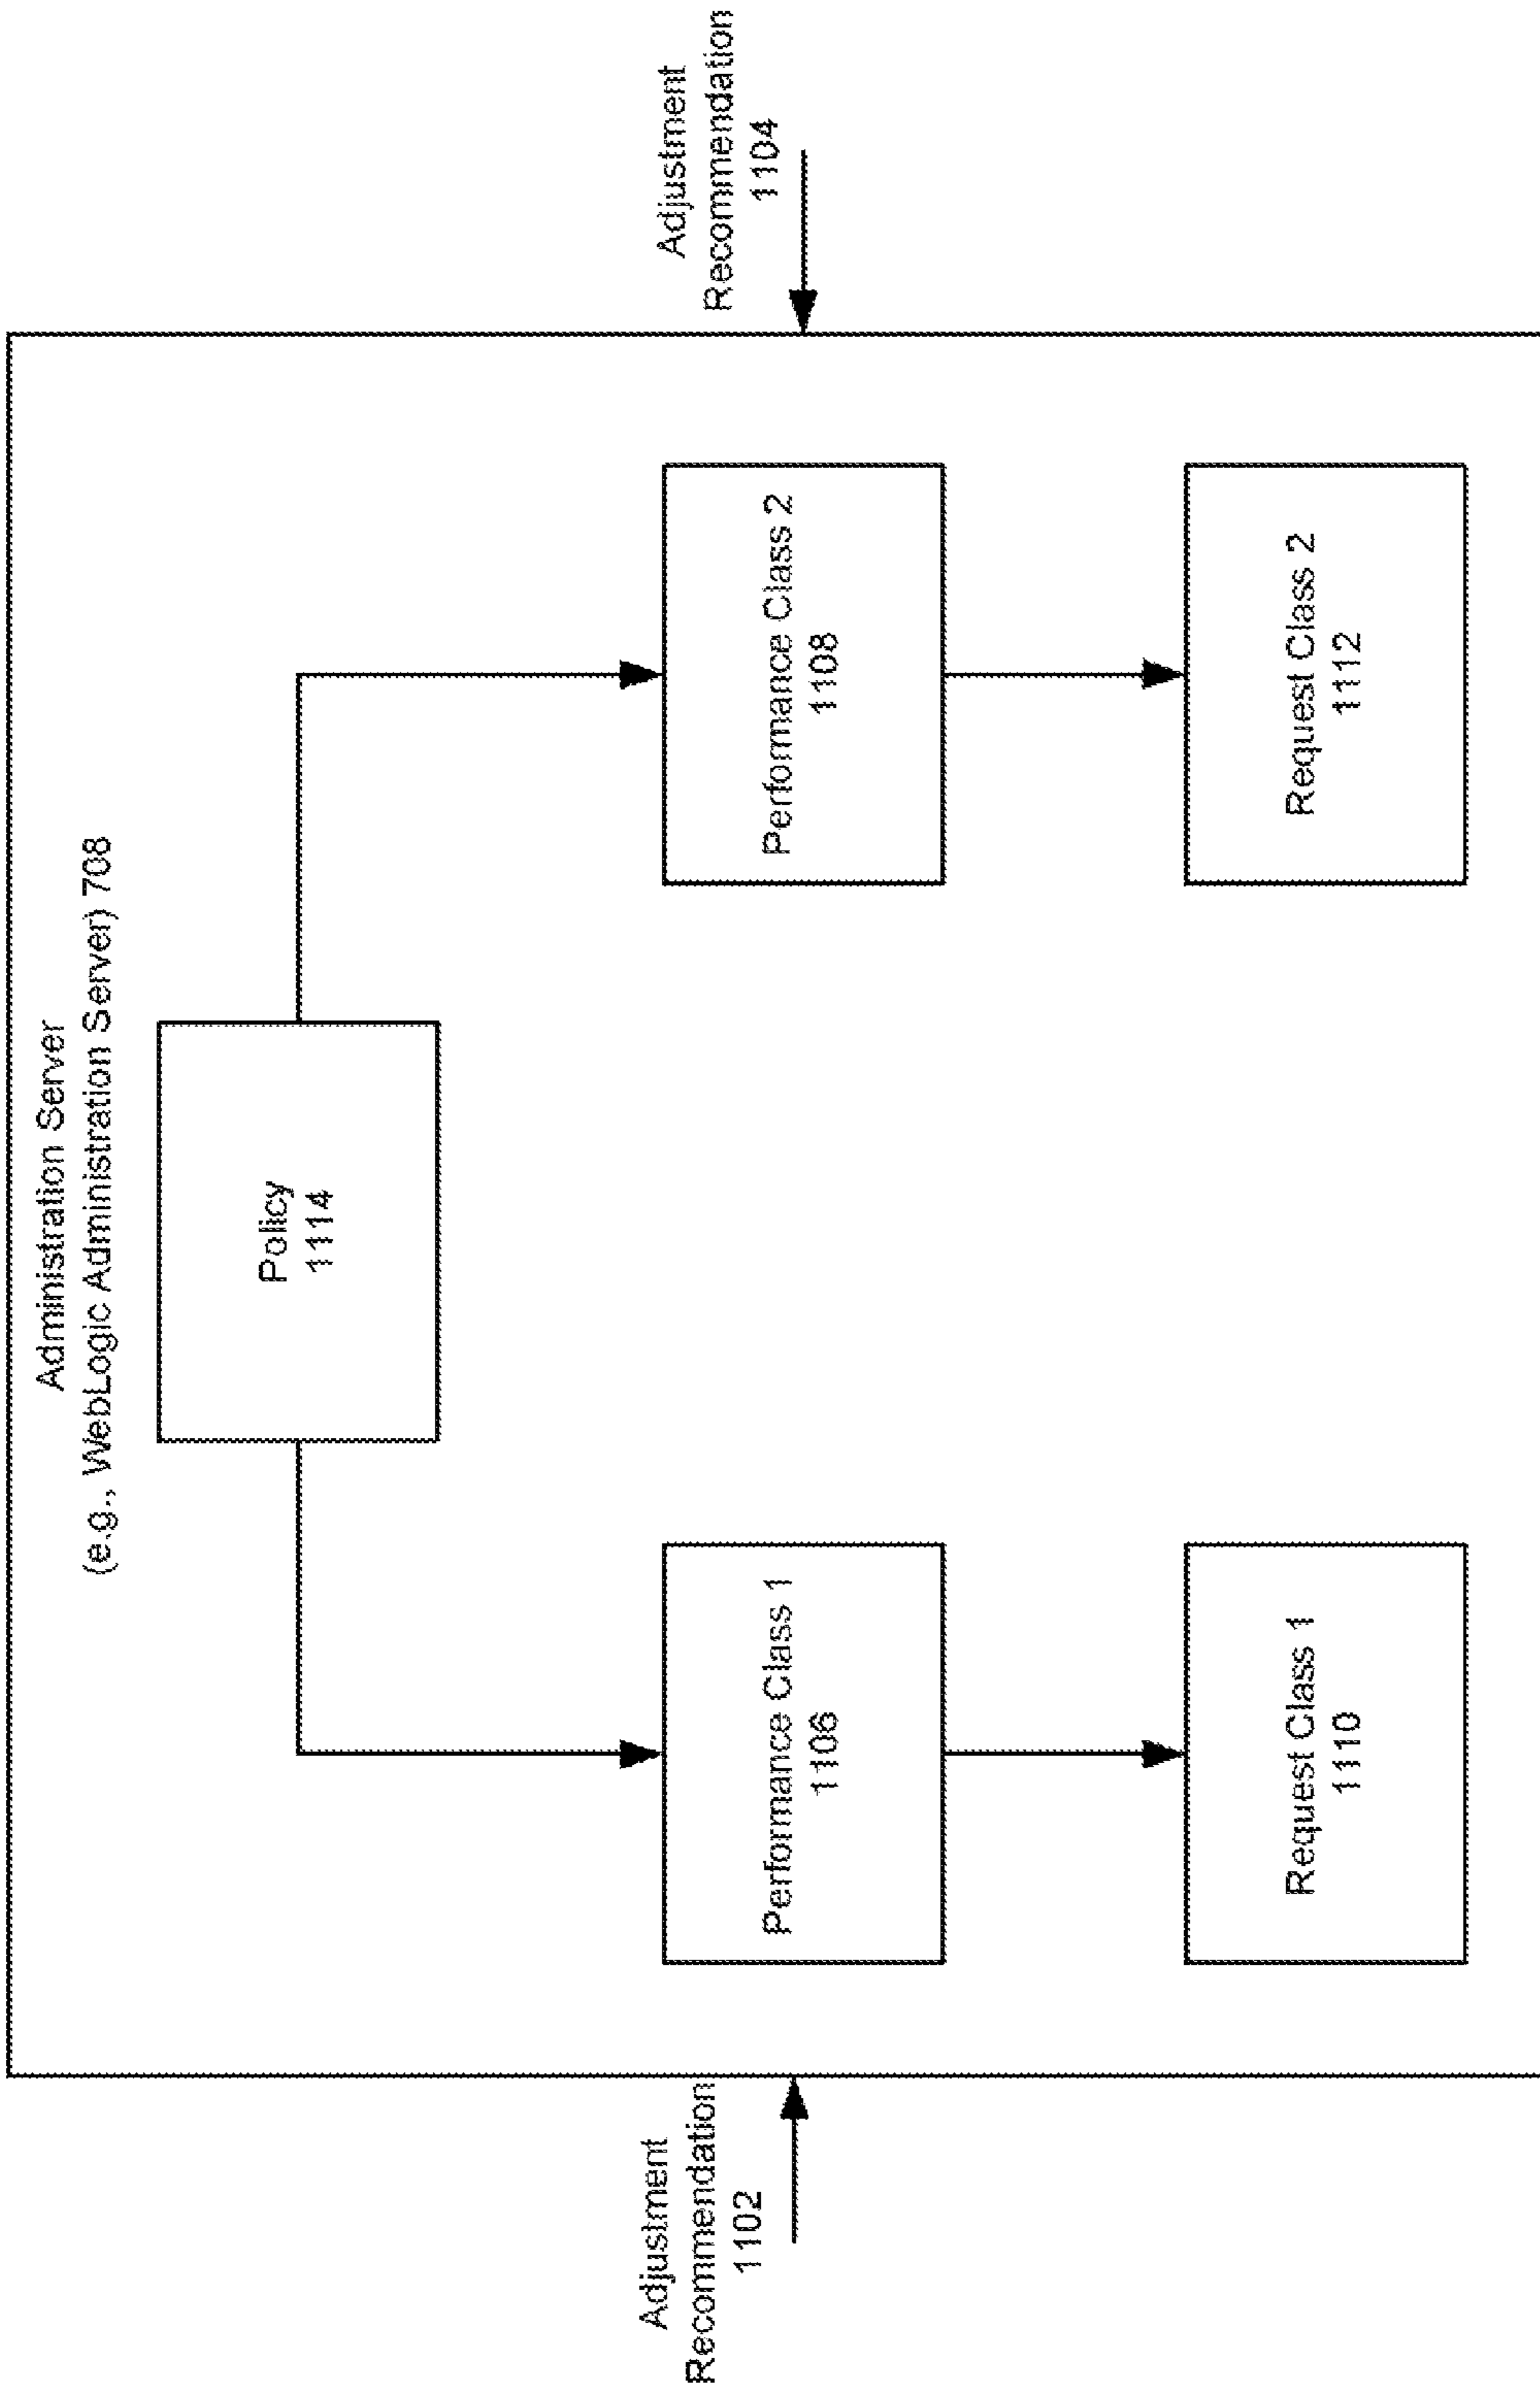 Administration Server
(e.g., WebLogic Administration Server) 708
Policy
1114
Adjustment
Recommendation
1102
Performance Class 1
1106
Performance Class 2
1108
Adjustment
Recommendation
1104
Request Class 1
1110
Request Class 2
1112